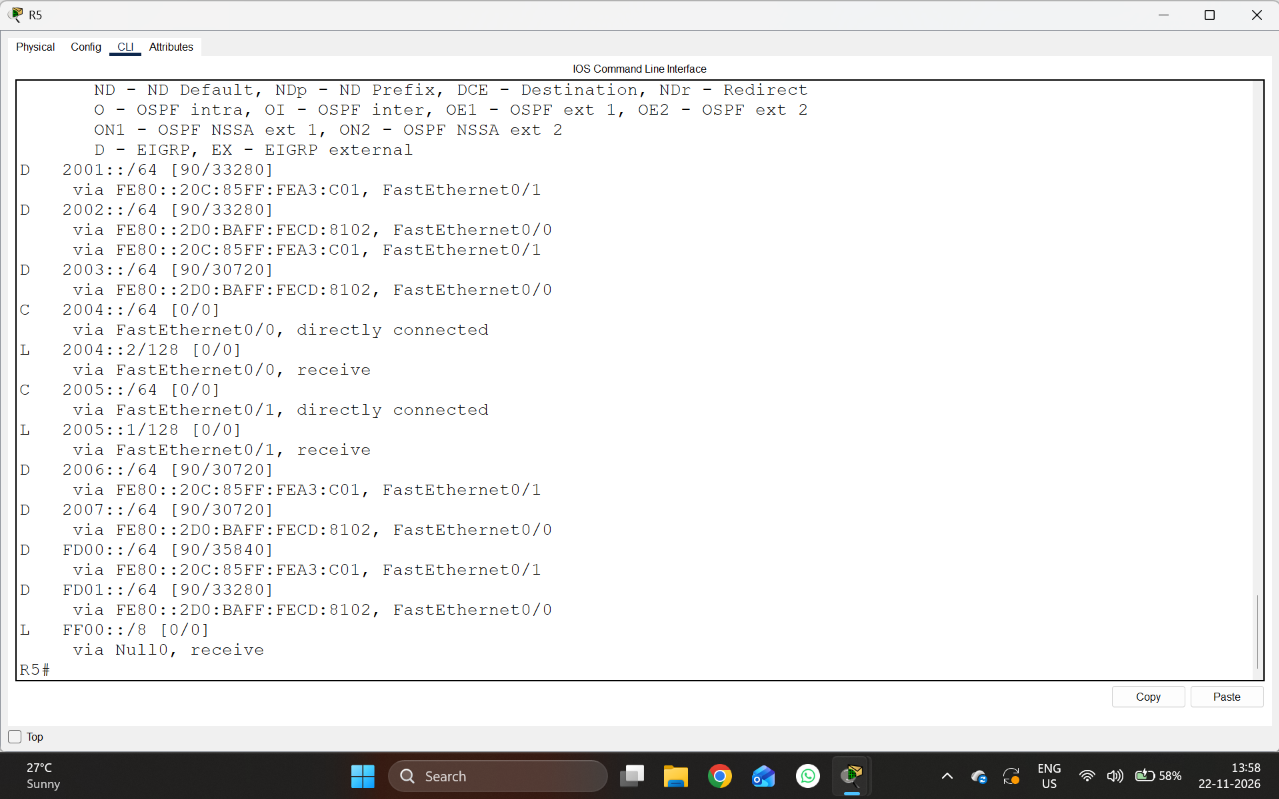 R5
Physical Config CLI Attributes
IOS Command Line Interface
ND - ND Default, NDp - ND Prefix, DCE - Destination, NDr - Redirect
O - OSPF intra, OI - OSPF inter, OE1 - OSPF ext 1, OE2 - OSPF ext 2
ON1 - OSPF NSSA ext 1, ON2 - OSPF NSSA ext 2
D - EIGRP, EX - EIGRP external
D 2001::/64 [90/33280]
via FE80::20C:85FF:FEA3:C01, FastEthernet0/1
D 2002::/64 [90/33280]
via FE80::2D0:BAFF:FECD:8102, FastEthernet0/0
via FE80::20C:85FF:FEA3:C01, FastEthernet0/1
D 2003::/64 [90/30720]
via FE80::2D0:BAFF:FECD:8102, FastEthernet0/0
C 2004::/64 [0/0]
via FastEthernet0/0, directly connected
L 2004::2/128 [0/0]
via FastEthernet0/0, receive
C 2005::/64 [0/0]
via FastEthernet0/1, directly connected
L 2005::1/128 [0/0]
via FastEthernet0/1, receive
D 2006::/64 [90/30720]
via FE80::20C:85FF:FEA3:C01, FastEthernet0/1
D 2007::/64 [90/30720]
via FE80::2D0:BAFF:FECD:8102, FastEthernet0/0
D FD00::/64 [90/35840]
via FE80::20C:85FF:FEA3:C01, FastEthernet0/1
D FD01::/64 [90/33280]
via FE80::2D0:BAFF:FECD:8102, FastEthernet0/0
L FF00::/8 [0/0]
via Null0, receive
R5#
Copy Paste
Top
27°C
Sunny
Search
ENG
US
58%
13:58
22-11-2026